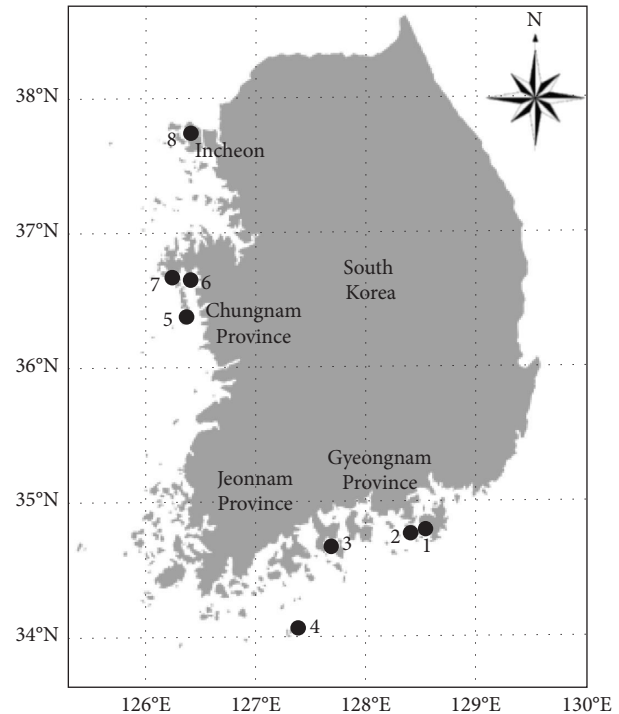 N
38°N
8
Incheon
37°N
South
Korea
7
6
5
Chungnam
Province
36°N
Gyeongnam
Province
Jeonnam
Province
35°N
2
1
3
4
34°N
126°E
127°E
128°E
129°E
130°E